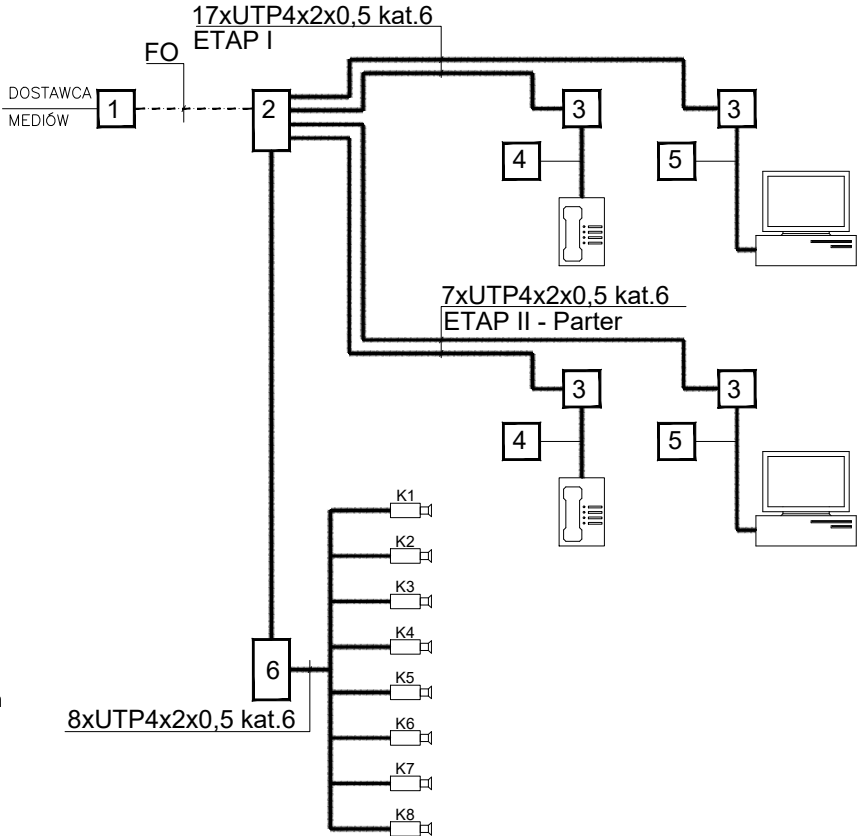 17xUTP4x2x0,5 kat.6
ETAP I
FO
DOSTAWCA
MEDIÓW
1
2
3
3
4
5
7xUTP4x2x0,5 kat.6
ETAP II - Parter
3
3
4
5
K1
K2
K3
K4
K5
K6
K7
K8
6
8xUTP4x2x0,5 kat.6